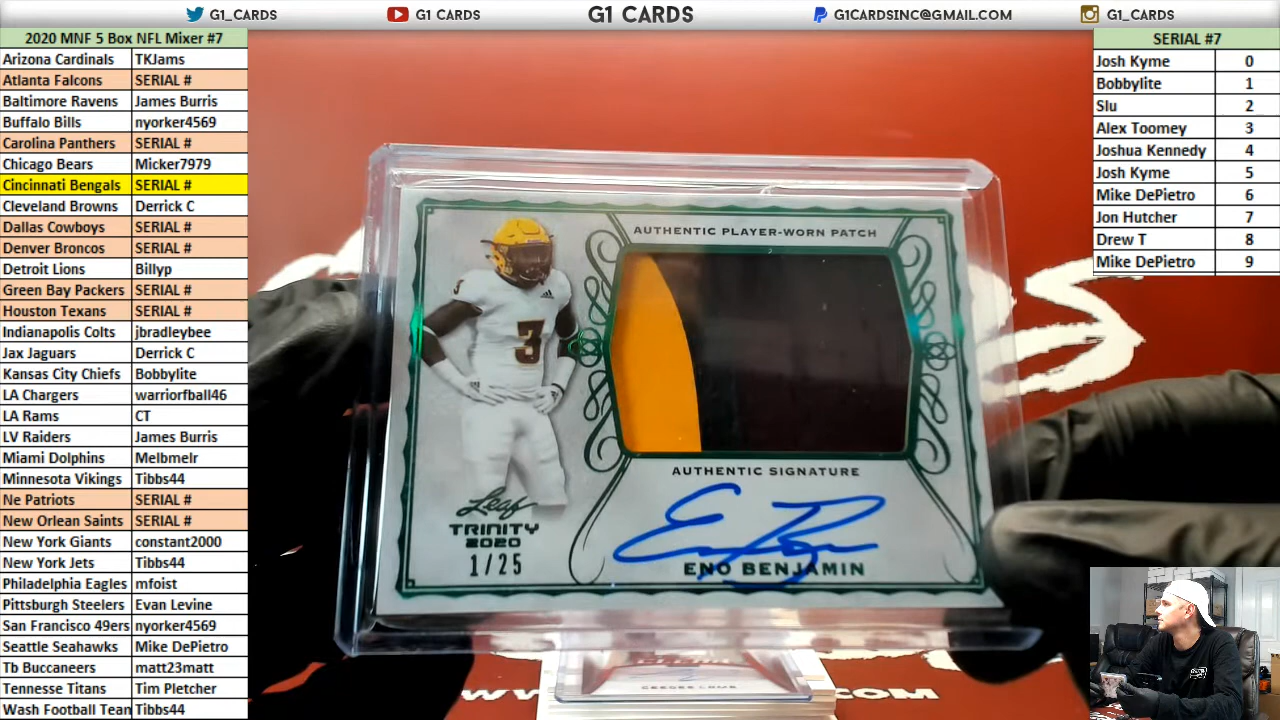 G1_CARDS
G1 CARDS
G1 CARDS
G1CARDSINC@GMAIL.COM
G1_CARDS
2020 MNF 5 Box NFL Mixer #7
Arizona Cardinals TKJams
Atlanta Falcons SERIAL #
Baltimore Ravens James Burris
Buffalo Bills nyorker4569
Carolina Panthers SERIAL #
Chicago Bears Micker7979
Cincinnati Bengals SERIAL #
Cleveland Browns Derrick C
Dallas Cowboys SERIAL #
Denver Broncos SERIAL #
Detroit Lions Billyp
Green Bay Packers SERIAL #
Houston Texans SERIAL #
Indianapolis Colts jbradleybee
Jax Jaguars Derrick C
Kansas City Chiefs Bobbylite
LA Chargers warriorfball46
LA Rams CT
LV Raiders James Burris
Miami Dolphins Melbmelr
Minnesota Vikings Tibbs44
Ne Patriots SERIAL #
New Orlean Saints SERIAL #
New York Giants constant2000
New York Jets Tibbs44
Philadelphia Eagles mfoist
Pittsburgh Steelers Evan Levine
San Francisco 49ers nyorker4569
Seattle Seahawks Mike DePietro
Tb Buccaneers matt23matt
Tennesse Titans Tim Pletcher
Wash Football Team Tibbs44
SERIAL #7
Josh Kyme 0
Bobbylite 1
Slu 2
Alex Toomey 3
Joshua Kennedy 4
Josh Kyme 5
Mike DePietro 6
Jon Hutcher 7
Drew T 8
Mike DePietro 9
AUTHENTIC PLAYER-WORN PATCH
3
3
AUTHENTIC SIGNATURE
Leaf
TRINITY
2020
1/25
ENO BENJAMIN
CEEDEE LAMB